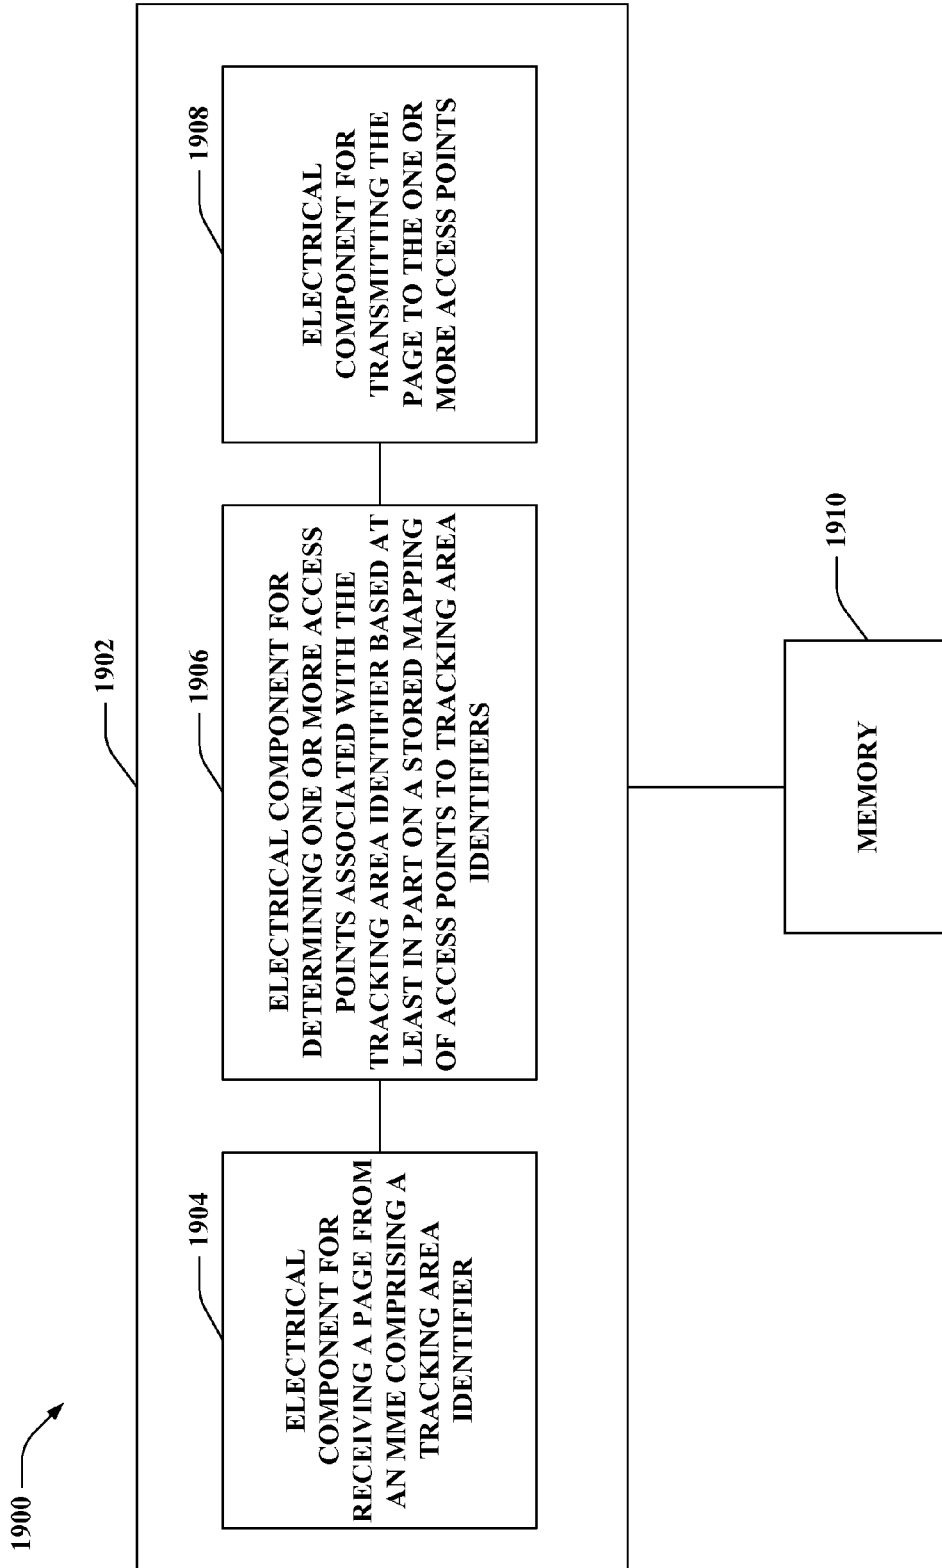 1900
1902
1904
ELECTRICAL
COMPONENT FOR
RECEIVING A PAGE FROM
AN MME COMPRISING A
TRACKING AREA
IDENTIFIER
1906
ELECTRICAL COMPONENT FOR
DETERMINING ONE OR MORE ACCESS
POINTS ASSOCIATED WITH THE
TRACKING AREA IDENTIFIER BASED AT
LEAST IN PART ON A STORED MAPPING
OF ACCESS POINTS TO TRACKING AREA
IDENTIFIERS
1908
ELECTRICAL
COMPONENT FOR
TRANSMITTING THE
PAGE TO THE ONE OR
MORE ACCESS POINTS
1910
MEMORY